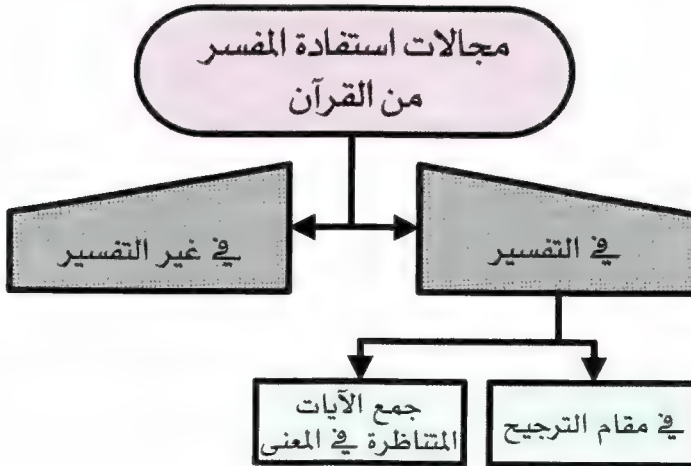 مجالات استفادة المفسر
من القرآن
في التفسير
في غير التفسير
في مقام الترجيح
جمع الآيات
المتناظرة في المعنى